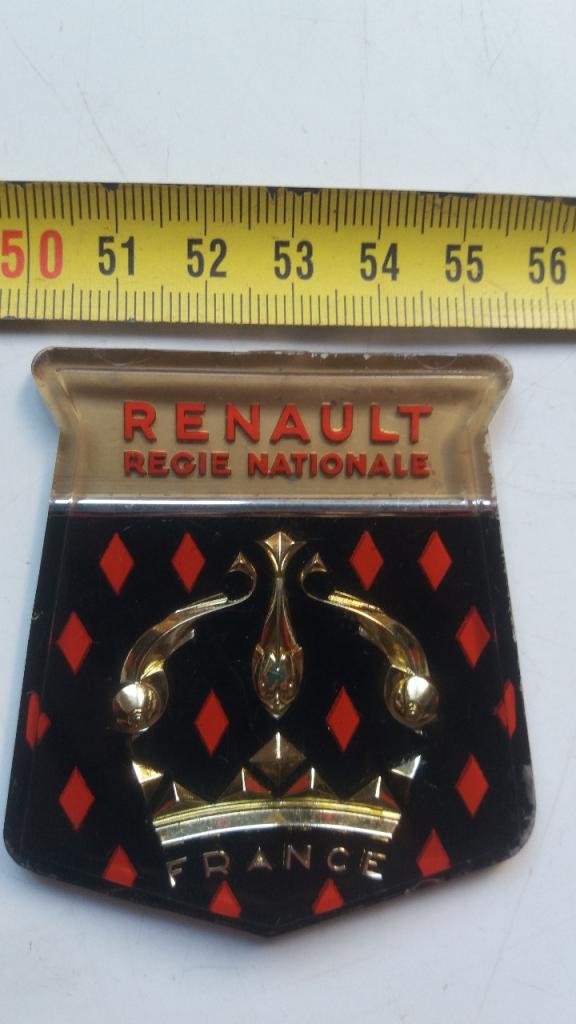 50 51 52 53 54 55 56
RENAULT
REGIE NATIONALE
FRANCE